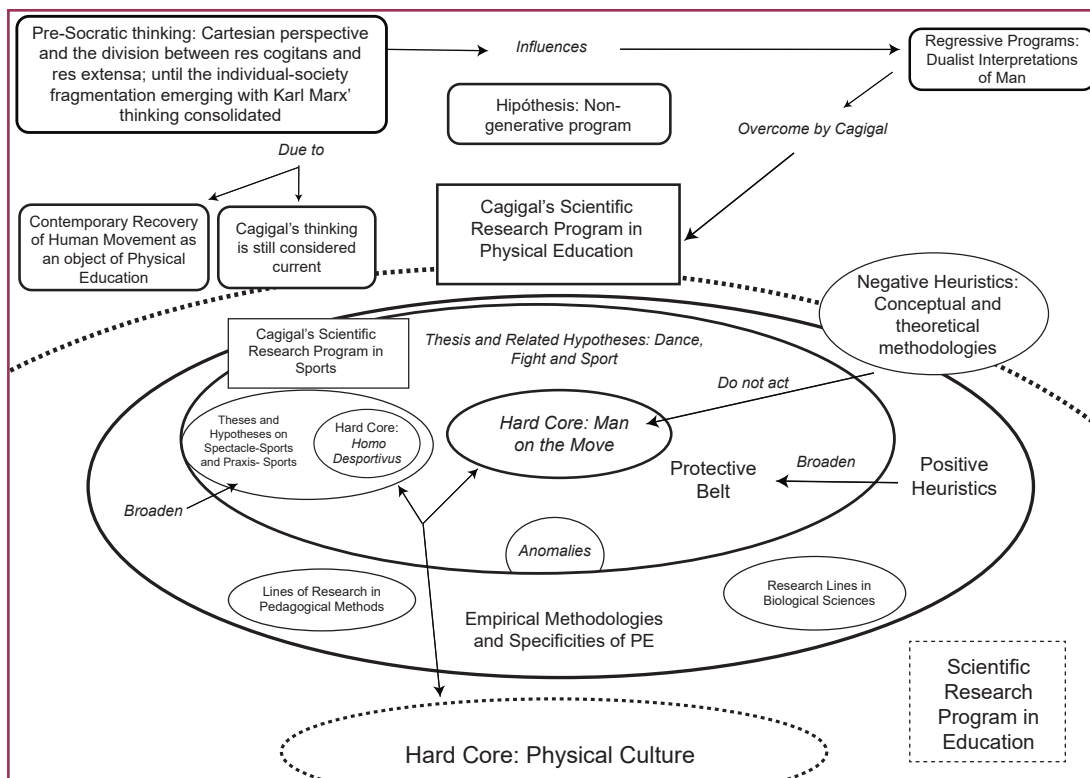 Pre-Socratic thinking: Cartesian perspective
and the division between res cogitans and
res extensa; until the individual-society
fragmentation emerging with Karl Marx'
thinking consolidated
Influences
Regressive Programs:
Dualist Interpretations
of Man
Hipóthesis: Non-
generative program
Overcome by Cagigal
Due to
Contemporary Recovery
of Human Movement as
an object of Physical
Education
Cagigal's thinking
is still considered
current
Cagigal's Scientific
Research Program in
Physical Education
Negative Heuristics:
Conceptual and
theoretical
methodologies
Cagigal's Scientific
Research Program in
Sports
Thesis and Related Hypotheses: Dance,
Fight and Sport
Do not act
Theses and
Hypotheses on
Spectacle-Sports
and Praxis- Sports
Hard Core:
Homo
Desportivus
Hard Core: Man
on the Move
Protective
Belt
Broaden
Positive
Heuristics
Broaden
Anomalies
Lines of Research in
Pedagogical Methods
Research Lines in
Biological Sciences
Empirical Methodologies
and Specificities of PE
Scientific
Research
Program in
Education
Hard Core: Physical Culture